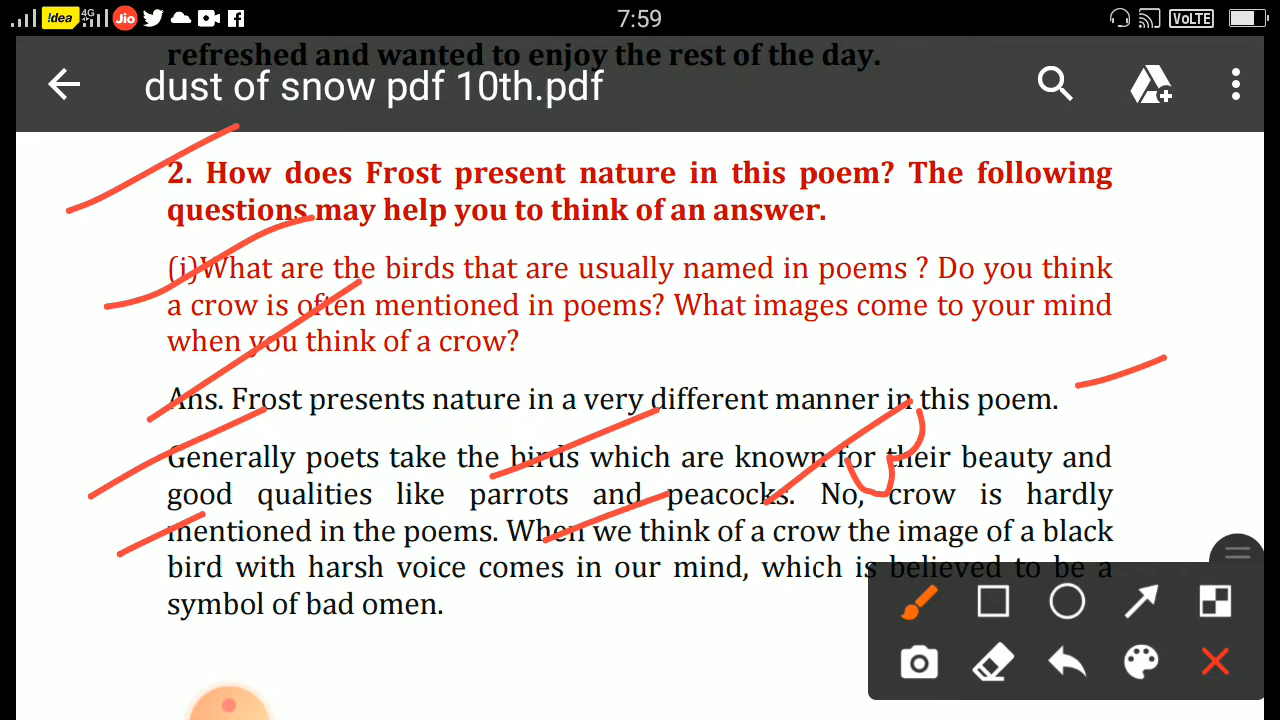 !dea 4G Jio 7:59 VoLTE
refreshed and wanted to enjoy the rest of the day.
dust of snow pdf 10th.pdf
2. How does Frost present nature in this poem? The following
questions may help you to think of an answer.
(i)What are the birds that are usually named in poems ? Do you think
a crow is often mentioned in poems? What images come to your mind
when you think of a crow?
Ans. Frost presents nature in a very different manner in this poem.
Generally poets take the birds which are known for their beauty and
good qualities like parrots and peacocks. No, crow is hardly
mentioned in the poems. When we think of a crow the image of a black
bird with harsh voice comes in our mind, which is believed to be a
symbol of bad omen.